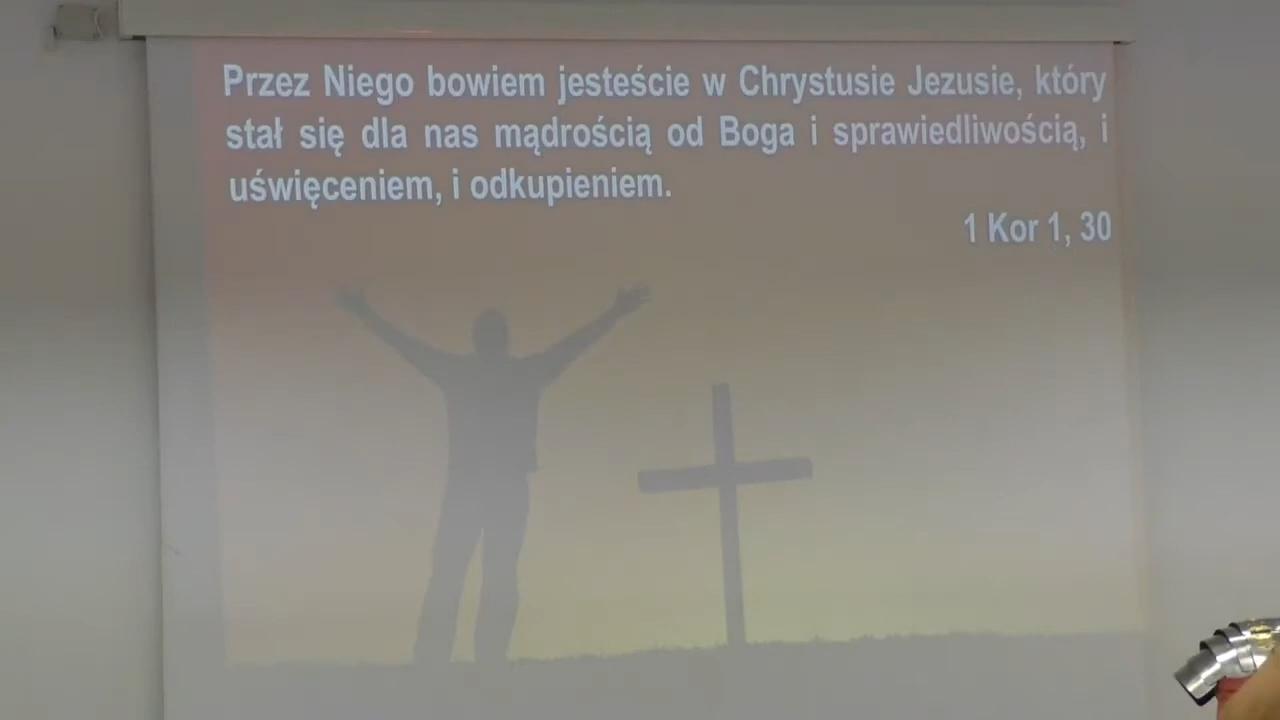 Przez Niego bowiem jesteście w Chrystusie Jezusie, który
stał się dla nas mądrością od Boga i sprawiedliwością, i
uświęceniem, i odkupieniem.
1 Kor 1, 30